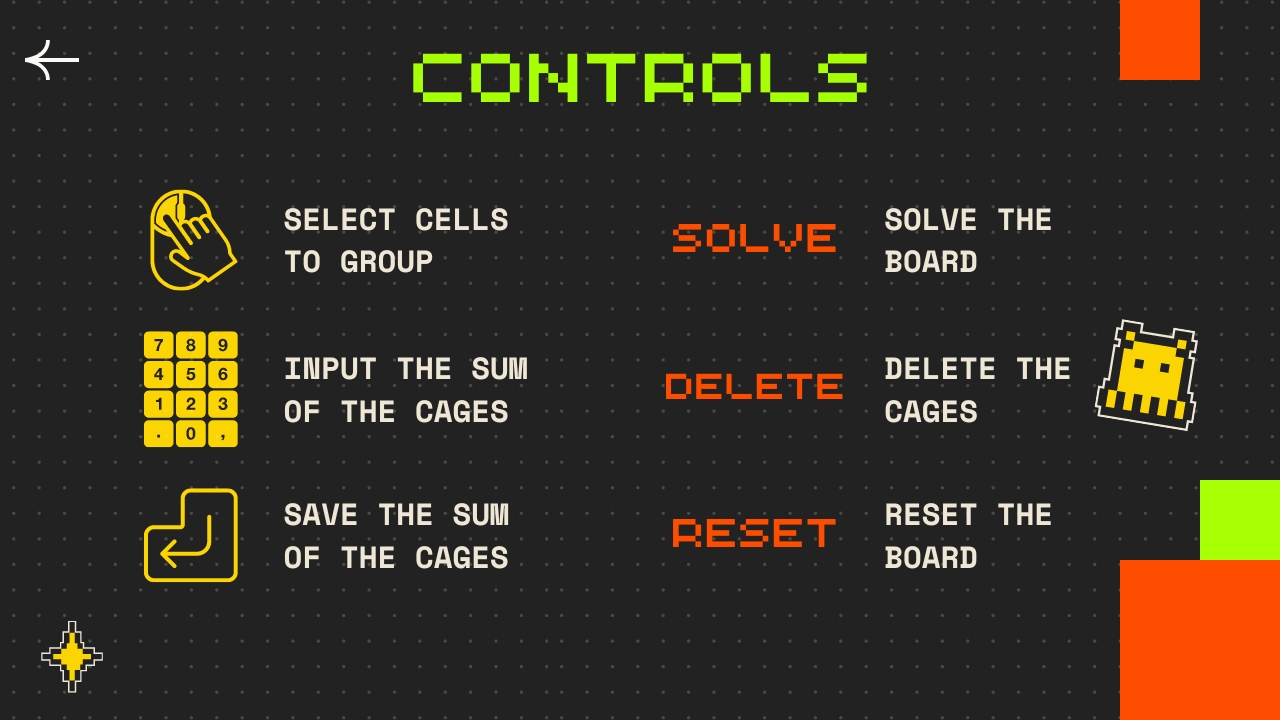 CONTROLS
SELECT CELLS
TO GROUP
7 8 9
4 5 6
1 2 3
. 0 ,
INPUT THE SUM
OF THE CAGES
SAVE THE SUM
OF THE CAGES
SOLVE
SOLVE THE
BOARD
DELETE
DELETE THE
CAGES
RESET
RESET THE
BOARD